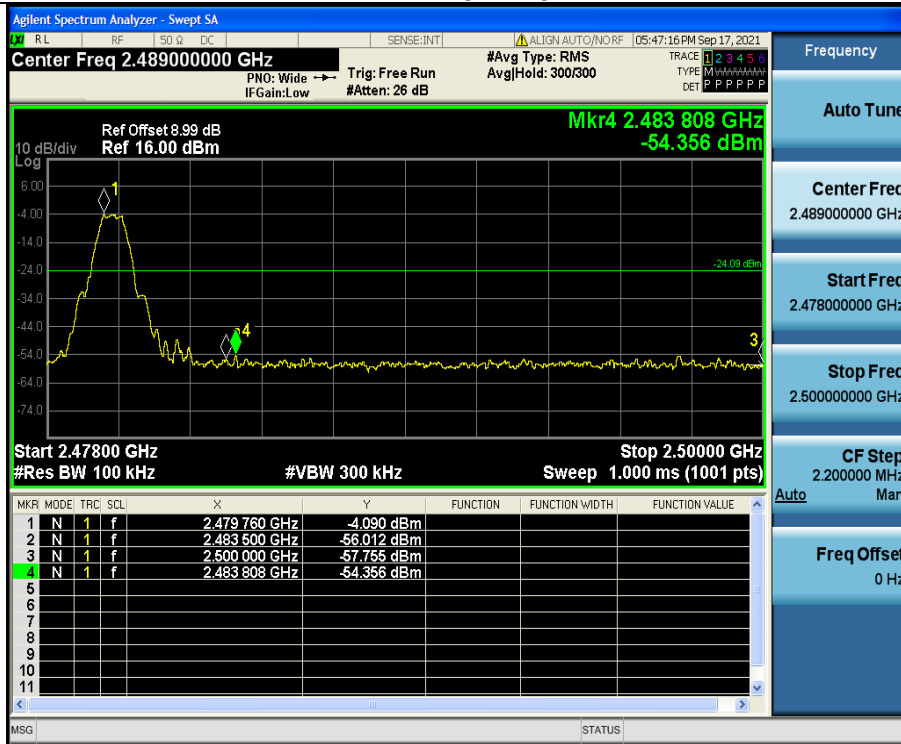 Agilent Spectrum Analyzer - Swept SA
LXI RL RF 50 Ω DC SENSE:INT ALIGN AUTO/NO RF 05:47:16 PM Sep 17, 2021
Center Freq 2.489000000 GHz
#Avg Type: RMS
TRACE 1 2 3 4 5 6
PNO: Wide
Trig: Free Run
Avg|Hold: 300/300
TYPE M
IFGain:Low
#Atten: 26 dB
DET P P P P P P
Mkr4 2.483 808 GHz
-54.356 dBm
Ref Offset 8.99 dB
10 dB/div Ref 16.00 dBm
Log
6.00
-4.00
-14.0
-24.0
-34.0
-44.0
-54.0
-64.0
-74.0
1
-24.09 dBm
4
3
Start 2.47800 GHz Stop 2.50000 GHz
#Res BW 100 kHz #VBW 300 kHz Sweep 1.000 ms (1001 pts)
MKR MODE TRC SCL X Y FUNCTION FUNCTION WIDTH FUNCTION VALUE
1 N 1 f 2.479 760 GHz -4.090 dBm
2 N 1 f 2.483 500 GHz -56.012 dBm
3 N 1 f 2.500 000 GHz -57.755 dBm
4 N 1 f 2.483 808 GHz -54.356 dBm
5
6
7
8
9
10
11
MSG STATUS
Frequency
Auto Tune
Center Freq
2.489000000 GHz
Start Freq
2.478000000 GHz
Stop Freq
2.500000000 GHz
CF Step
2.200000 MHz
Auto Man
Freq Offset
0 Hz